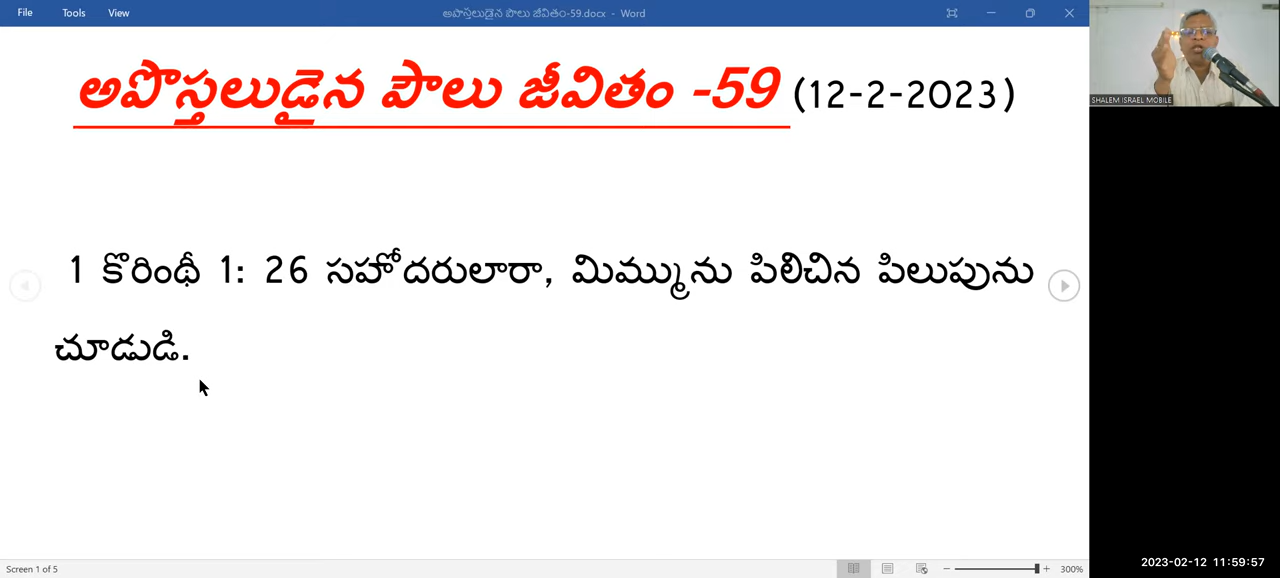 File Tools View అపొస్తలుడైన పౌలు జీవితం-59.docx - Word
అపొస్తలుడైన పౌలు జీవితం -59 (12-2-2023)
SHALEM ISRAEL MOBILE
1 కొరింథీ 1: 26 సహోదరులారా, మిమ్మును పిలిచిన పిలుపును
చూడుడి.
2023-02-12 11:59:57
Screen 1 of 5 300%